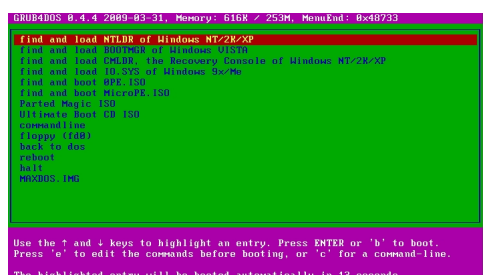 GRUB4DOS 0.4.4 2009-03-31, Memory: 616K / 253M, MenuEnd: 0x48733
find and load NTLDR of Windows NT/2K/XP
find and load BOOTMGR of Windows VISTA
find and load CMLDR, the Recovery Console of Windows NT/2K/XP
find and load IO.SYS of Windows 9x/Me
find and boot 0PE.ISO
find and boot MicroPE.ISO
Parted Magic ISO
Ultimate Boot CD ISO
commandline
floppy (fd0)
back to dos
reboot
halt
MAXDOS.IMG
Use the ↑ and ↓ keys to highlight an entry. Press ENTER or 'b' to boot.
Press 'e' to edit the commands before booting, or 'c' for a command-line.
The highlighted entry will be booted automatically in 13 seconds.